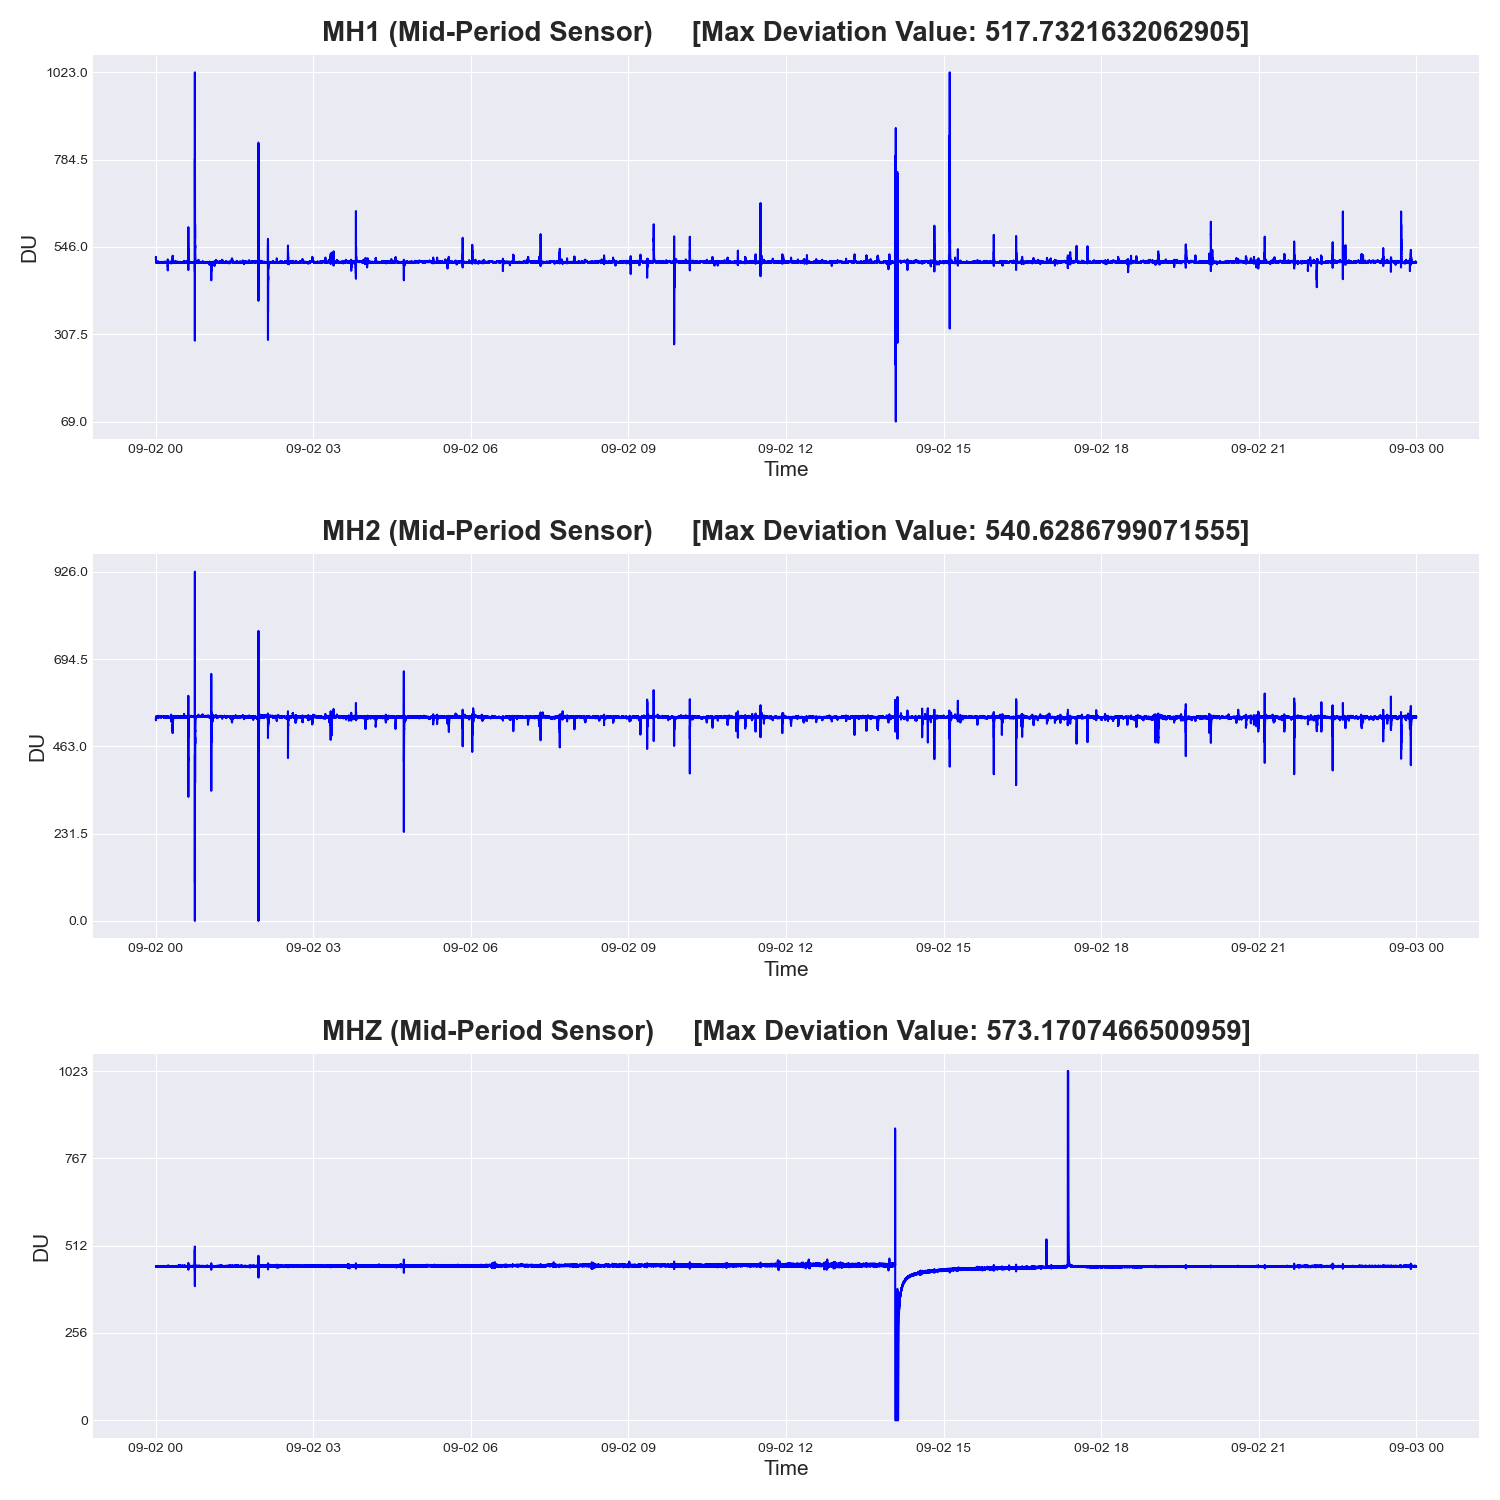 MH1 (Mid-Period Sensor) [Max Deviation Value: 517.7321632062905]
1023.0
784.5
546.0
307.5
69.0
DU
09-02 00 09-02 03 09-02 06 09-02 09 09-02 12 09-02 15 09-02 18 09-02 21 09-03 00
Time
MH2 (Mid-Period Sensor) [Max Deviation Value: 540.6286799071555]
926.0
694.5
463.0
231.5
0.0
DU
09-02 00 09-02 03 09-02 06 09-02 09 09-02 12 09-02 15 09-02 18 09-02 21 09-03 00
Time
MHZ (Mid-Period Sensor) [Max Deviation Value: 573.1707466500959]
1023
767
512
256
0
DU
09-02 00 09-02 03 09-02 06 09-02 09 09-02 12 09-02 15 09-02 18 09-02 21 09-03 00
Time